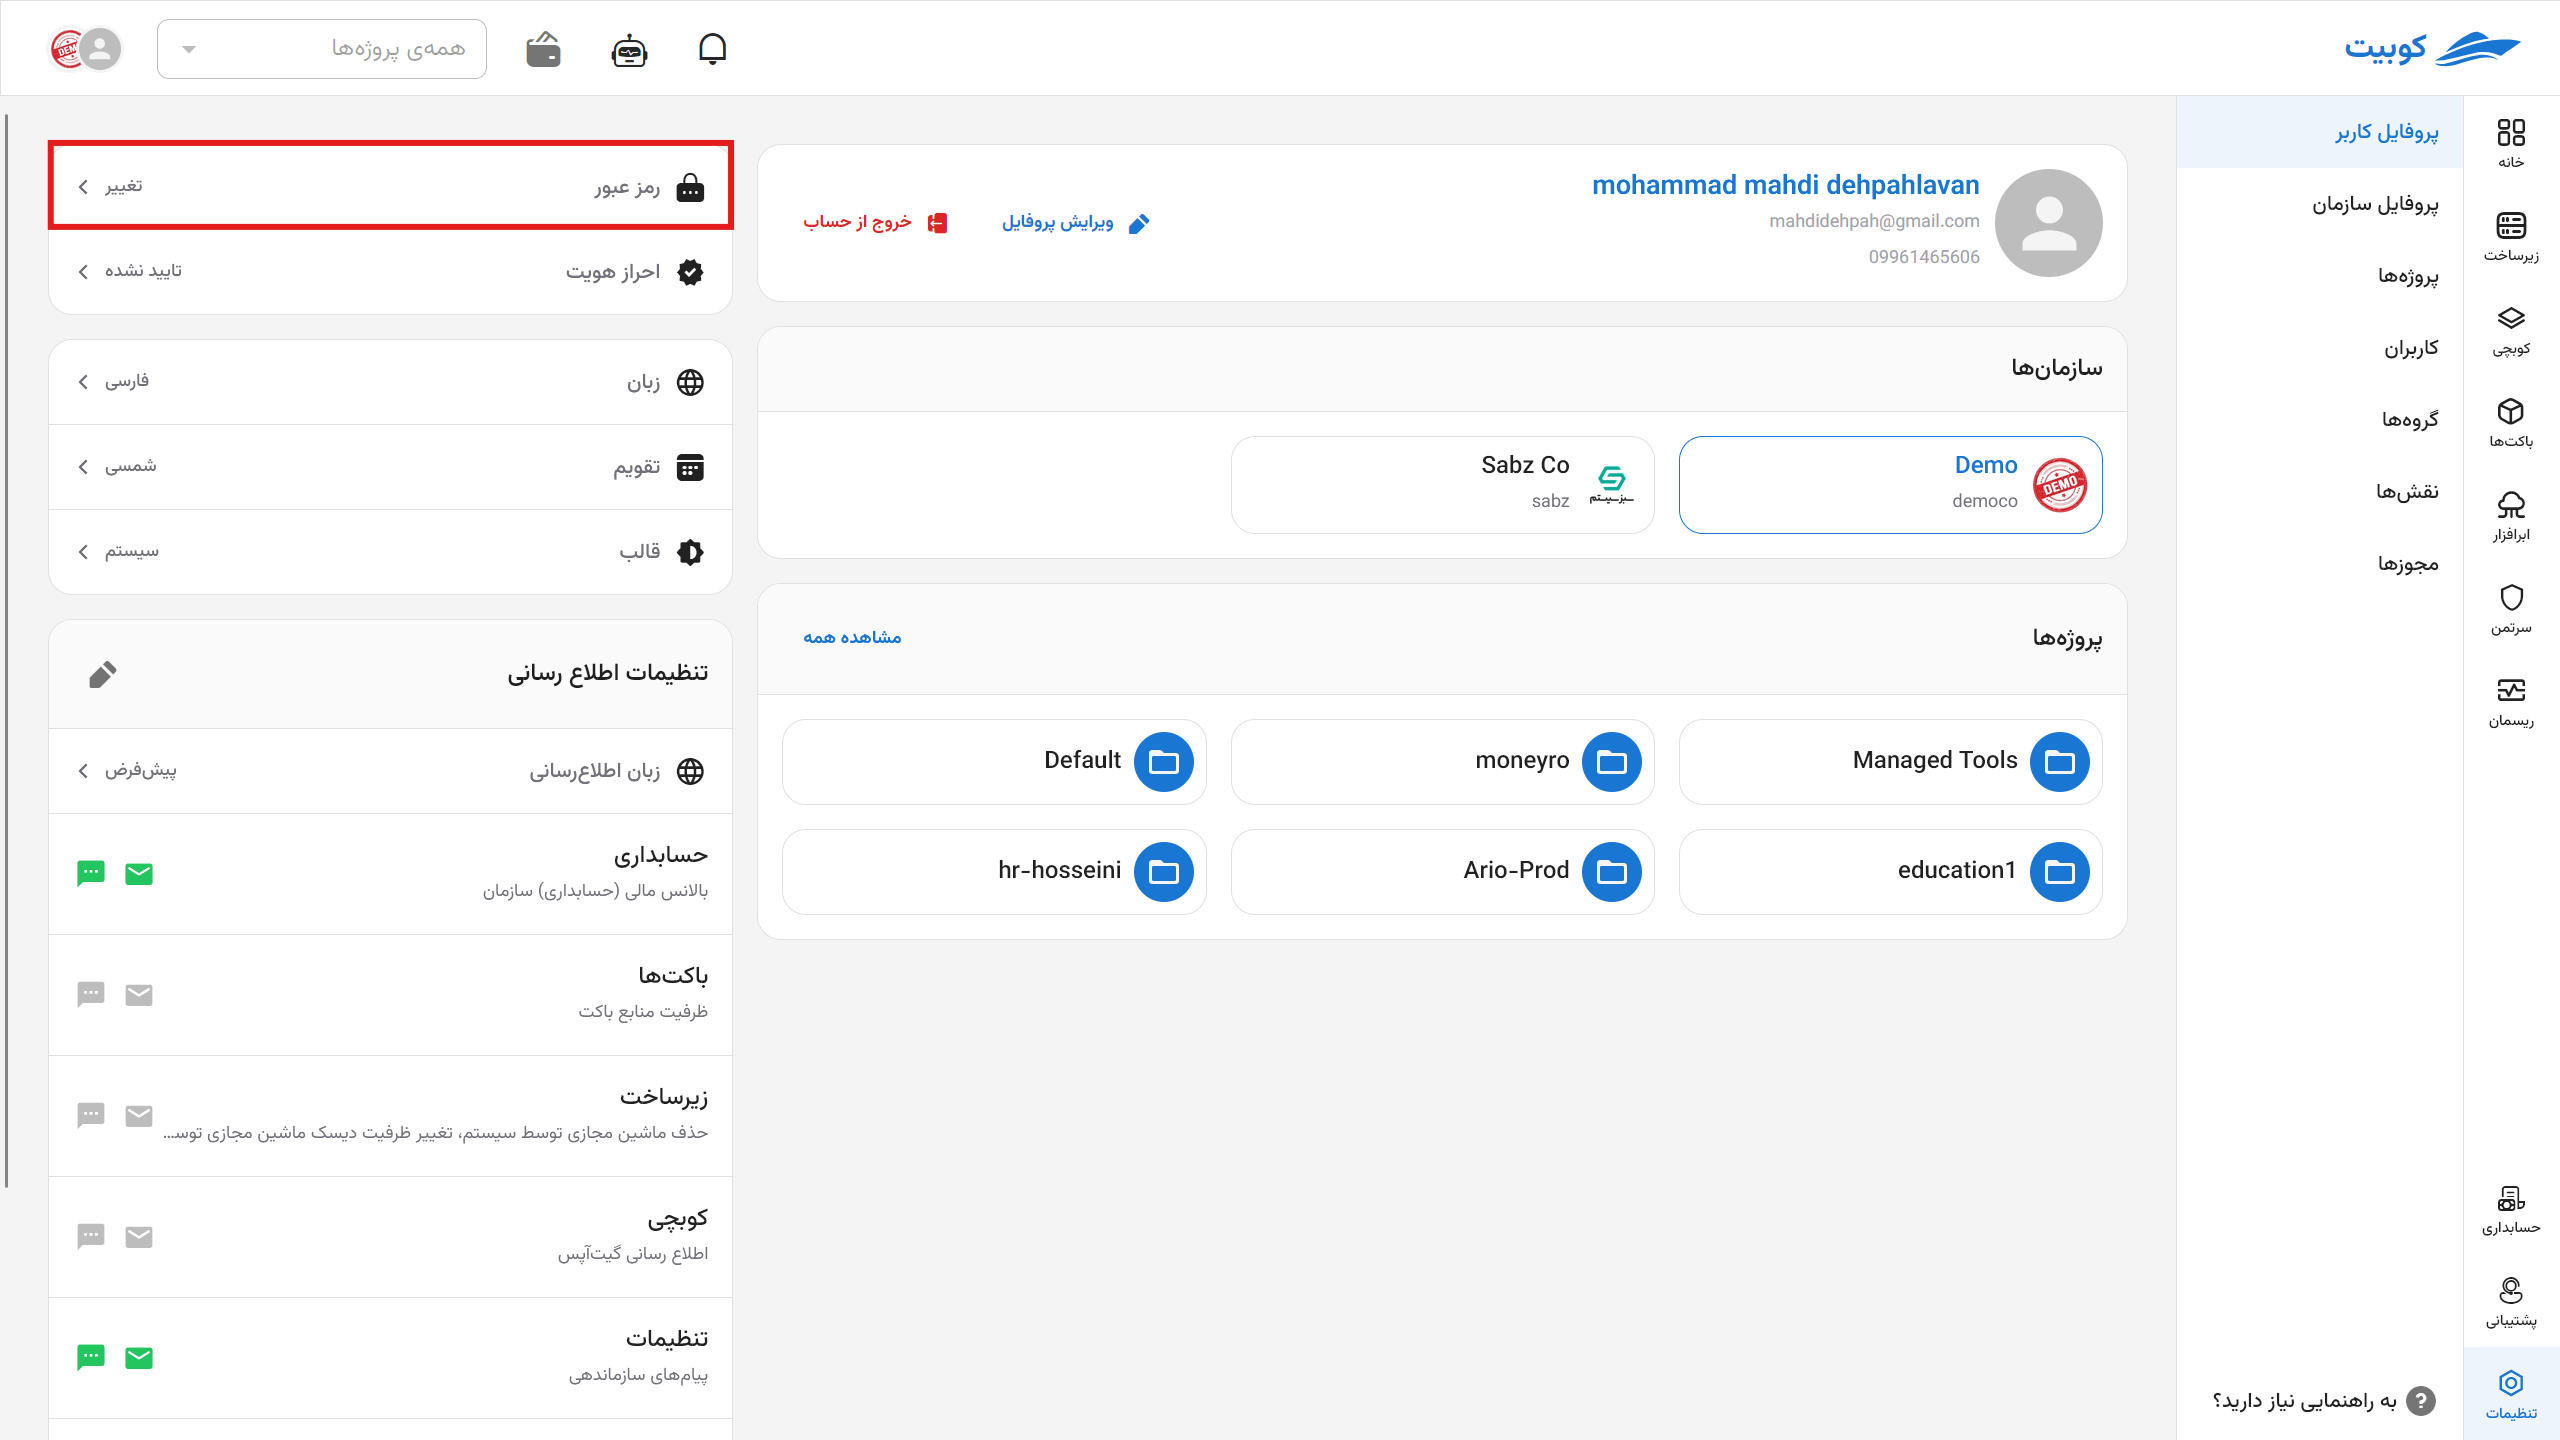 کوبیت
همه‌ی پروژه‌ها
DEMO
خانه
زیرساخت
کوبچی
باکت‌ها
ابرافزار
سرتمن
ریسمان
حسابداری
پشتیبانی
تنظیمات
پروفایل کاربر
پروفایل سازمان
پروژه‌ها
کاربران
گروه‌ها
نقش‌ها
مجوزها
به راهنمایی نیاز دارید؟
mohammad mahdi dehpahlavan
mahdidehpah@gmail.com
09961465606
ویرایش پروفایل
خروج از حساب
سازمان‌ها
DEMO
Demo
democo
Sabz Co
sabz
پروژه‌ها
مشاهده همه
Managed Tools
moneyro
Default
education1
Ario-Prod
hr-hosseini
رمز عبور
تغییر
احراز هویت
تایید نشده
زبان
فارسی
تقویم
شمسی
قالب
سیستم
تنظیمات اطلاع رسانی
زبان اطلاع‌رسانی
پیش‌فرض
حسابداری
بالانس مالی (حسابداری) سازمان
باکت‌ها
ظرفیت منابع باکت
زیرساخت
حذف ماشین مجازی توسط سیستم، تغییر ظرفیت دیسک ماشین مجازی توس...
کوبچی
اطلاع رسانی گیت‌آپس
تنظیمات
پیام‌های سازماندهی